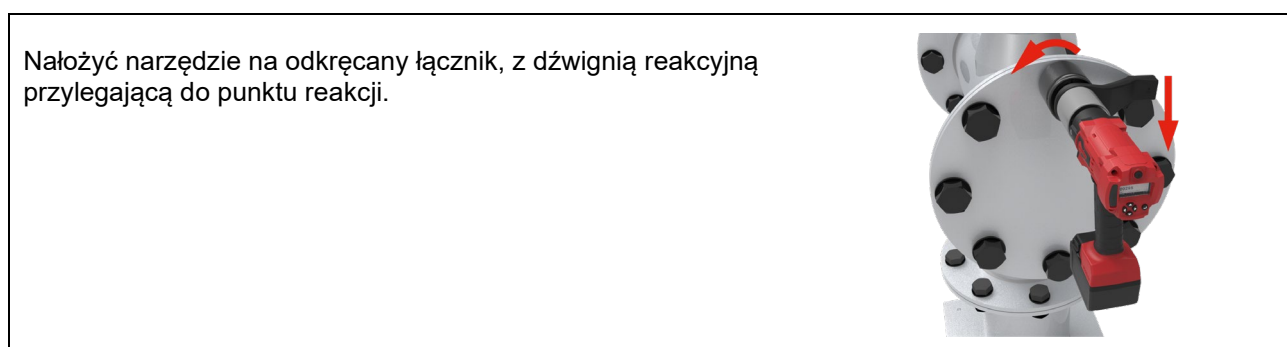 Nałożyć narzędzie na odkręcany łącznik, z dźwignią reakcyjną
przylegającą do punktu reakcji.